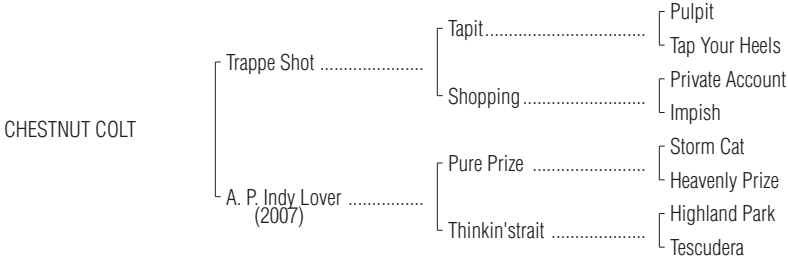 Pulpit
Tapit..................................
Tap Your Heels
Trappe Shot ......................
Private Account
Shopping..........................
Impish
CHESTNUT COLT
Storm Cat
Pure Prize ........................
Heavenly Prize
A. P. Indy Lover ................
(2007)
Highland Park
Thinkin'strait ....................
Tescudera